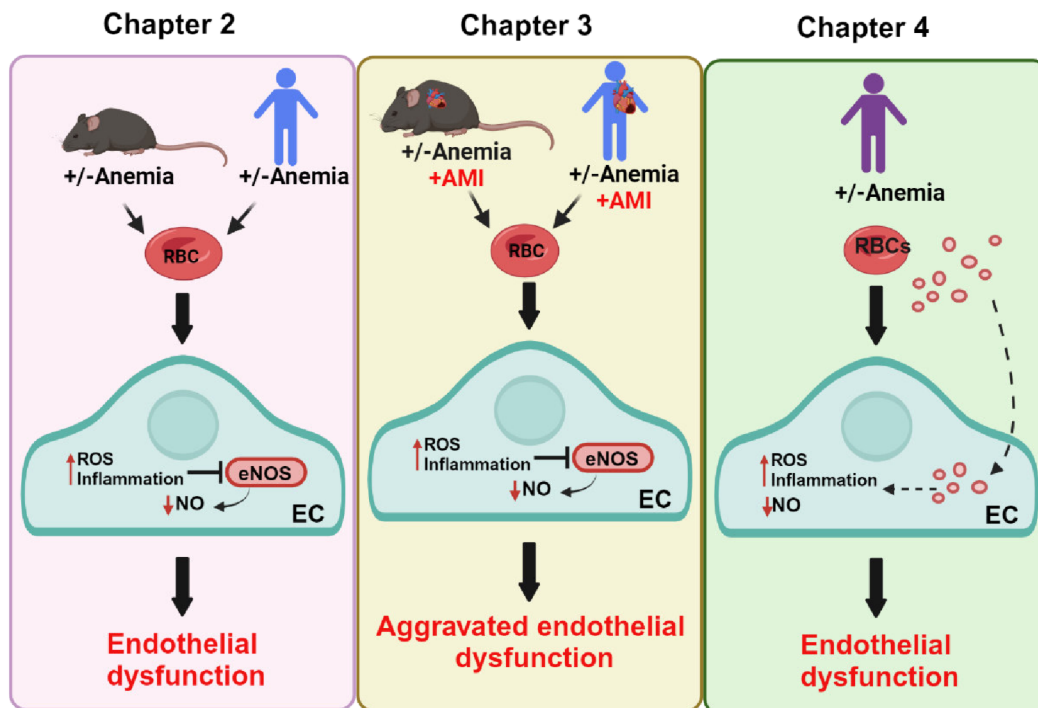 Chapter 2
+/-Anemia
+/-Anemia
RBC
ROS
Inflammation
eNOS
NO
EC
Endothelial
dysfunction
Chapter 3
+/-Anemia
+AMI
+/-Anemia
+AMI
RBC
ROS
Inflammation
eNOS
NO
EC
Aggravated endothelial
dysfunction
Chapter 4
+/-Anemia
RBCs
ROS
Inflammation
NO
EC
Endothelial
dysfunction